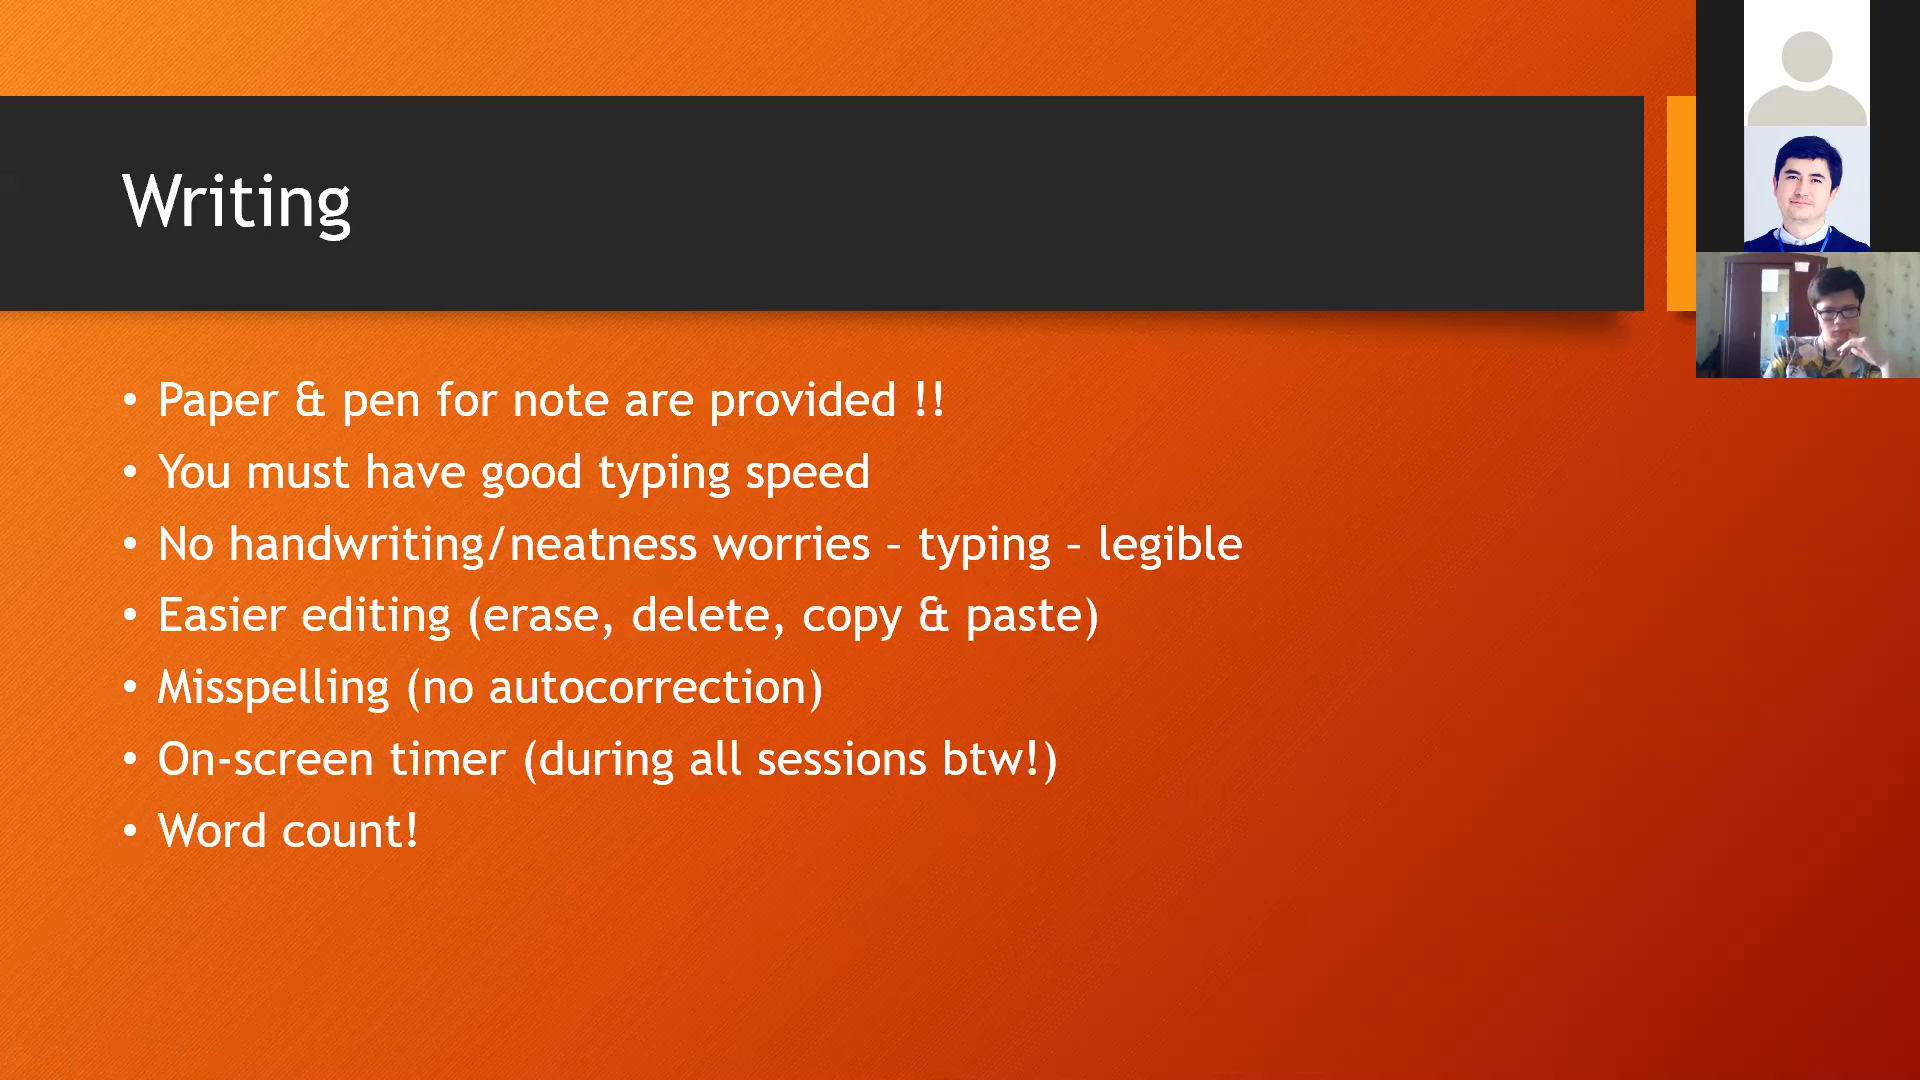 Writing
• Paper & pen for note are provided !!
• You must have good typing speed
• No handwriting/neatness worries – typing – legible
• Easier editing (erase, delete, copy & paste)
• Misspelling (no autocorrection)
• On-screen timer (during all sessions btw!)
• Word count!